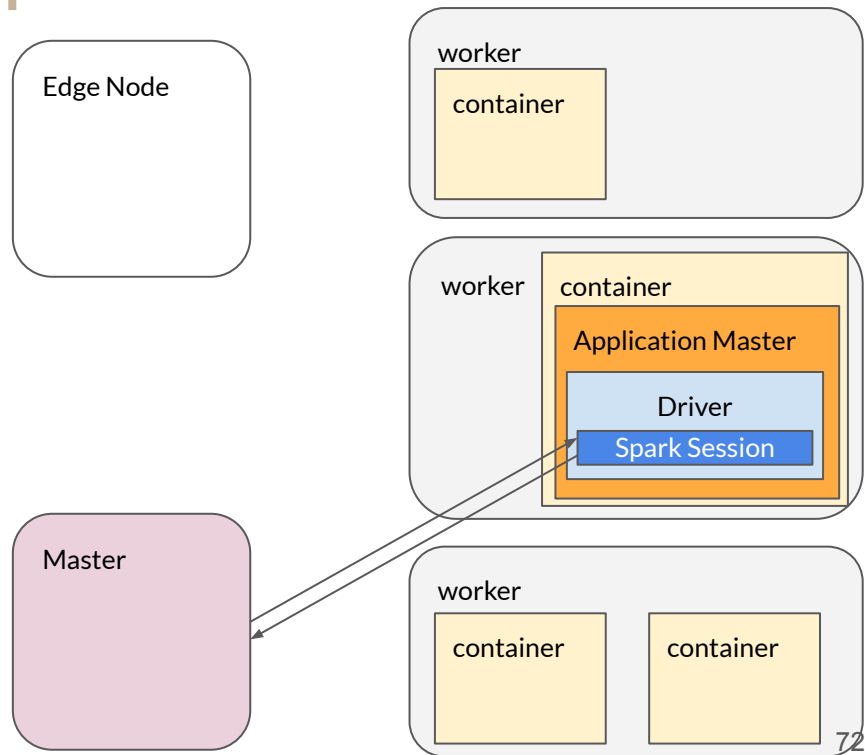 Edge Node
worker
container
worker
container
Application Master
Driver
Spark Session
Master
worker
container
container
72